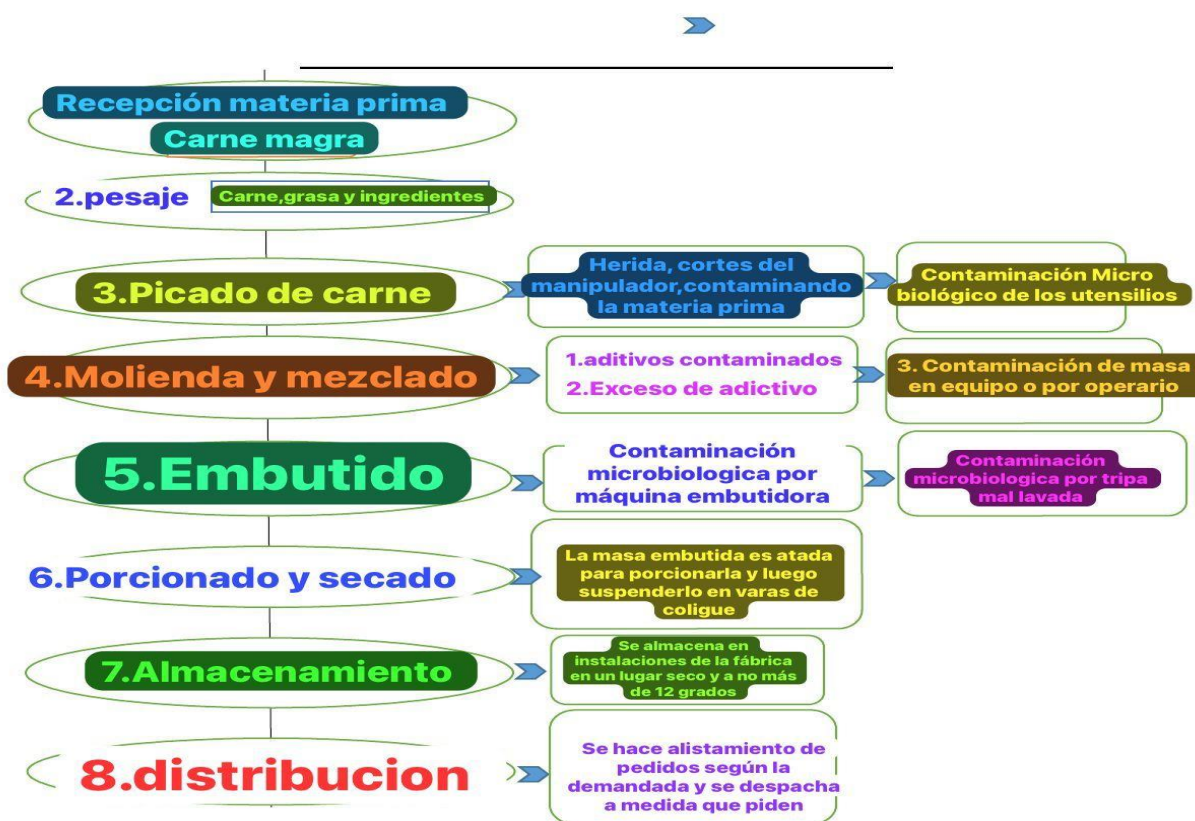 Recepción materia prima
Carne magra
2.pesaje
Carne,grasa y ingredientes
3.Picado de carne
Herida, cortes del
manipulador,contaminando
la materia prima
Contaminación Micro
biológico de los utensilios
4.Molienda y mezclado
1.aditivos contaminados
2.Exceso de adictivo
3. Contaminación de masa
en equipo o por operario
5.Embutido
Contaminación
microbiologica por
máquina embutidora
Contaminación
microbiologica por tripa
mal lavada
6.Porcionado y secado
La masa embutida es atada
para porcionarla y luego
suspenderlo en varas de
coligue
7.Almacenamiento
Se almacena en
instalaciones de la fábrica
en un lugar seco y a no más
de 12 grados
8.distribucion
Se hace alistamiento de
pedidos según la
demandada y se despacha
a medida que piden